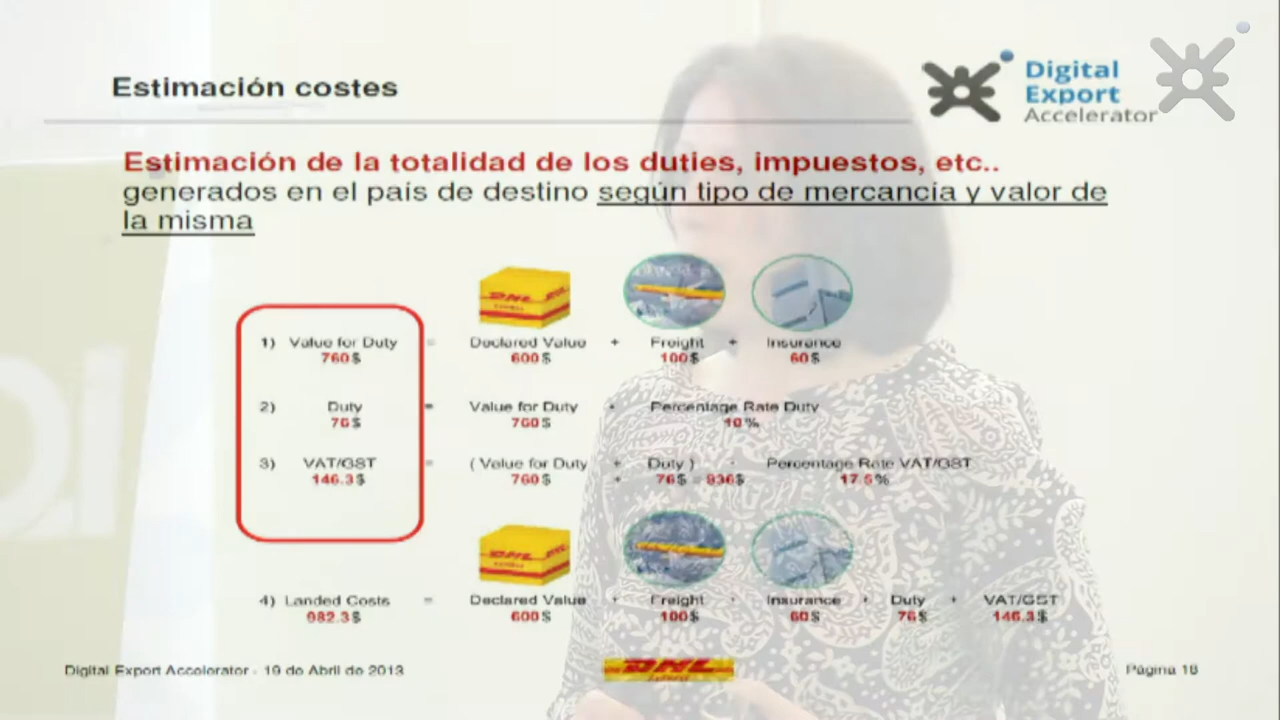 Estimación costes
Digital
Export
Accelerator
Estimación de la totalidad de los duties, impuestos, etc..
generados en el país de destino según tipo de mercancía y valor de
la misma
1) Value for Duty = Declared Value + Freight + Insurance
760$ 600$ 100$ 60$
2) Duty = Value for Duty · Percentage Rate Duty
76$ 760$ 10%
3) VAT/GST = ( Value for Duty + Duty ) · Percentage Rate VAT/GST
146.3$ 760$ + 76$ = 936$ 17.5%
DHL
EXPRESS
4) Landed Costs = Declared Value + Freight + Insurance + Duty + VAT/GST
982.3$ 600$ 100$ 60$ 76$ 146.3$
Digital Export Accelerator - 19 de Abril de 2013
DHL
EXPRESS
Página 18